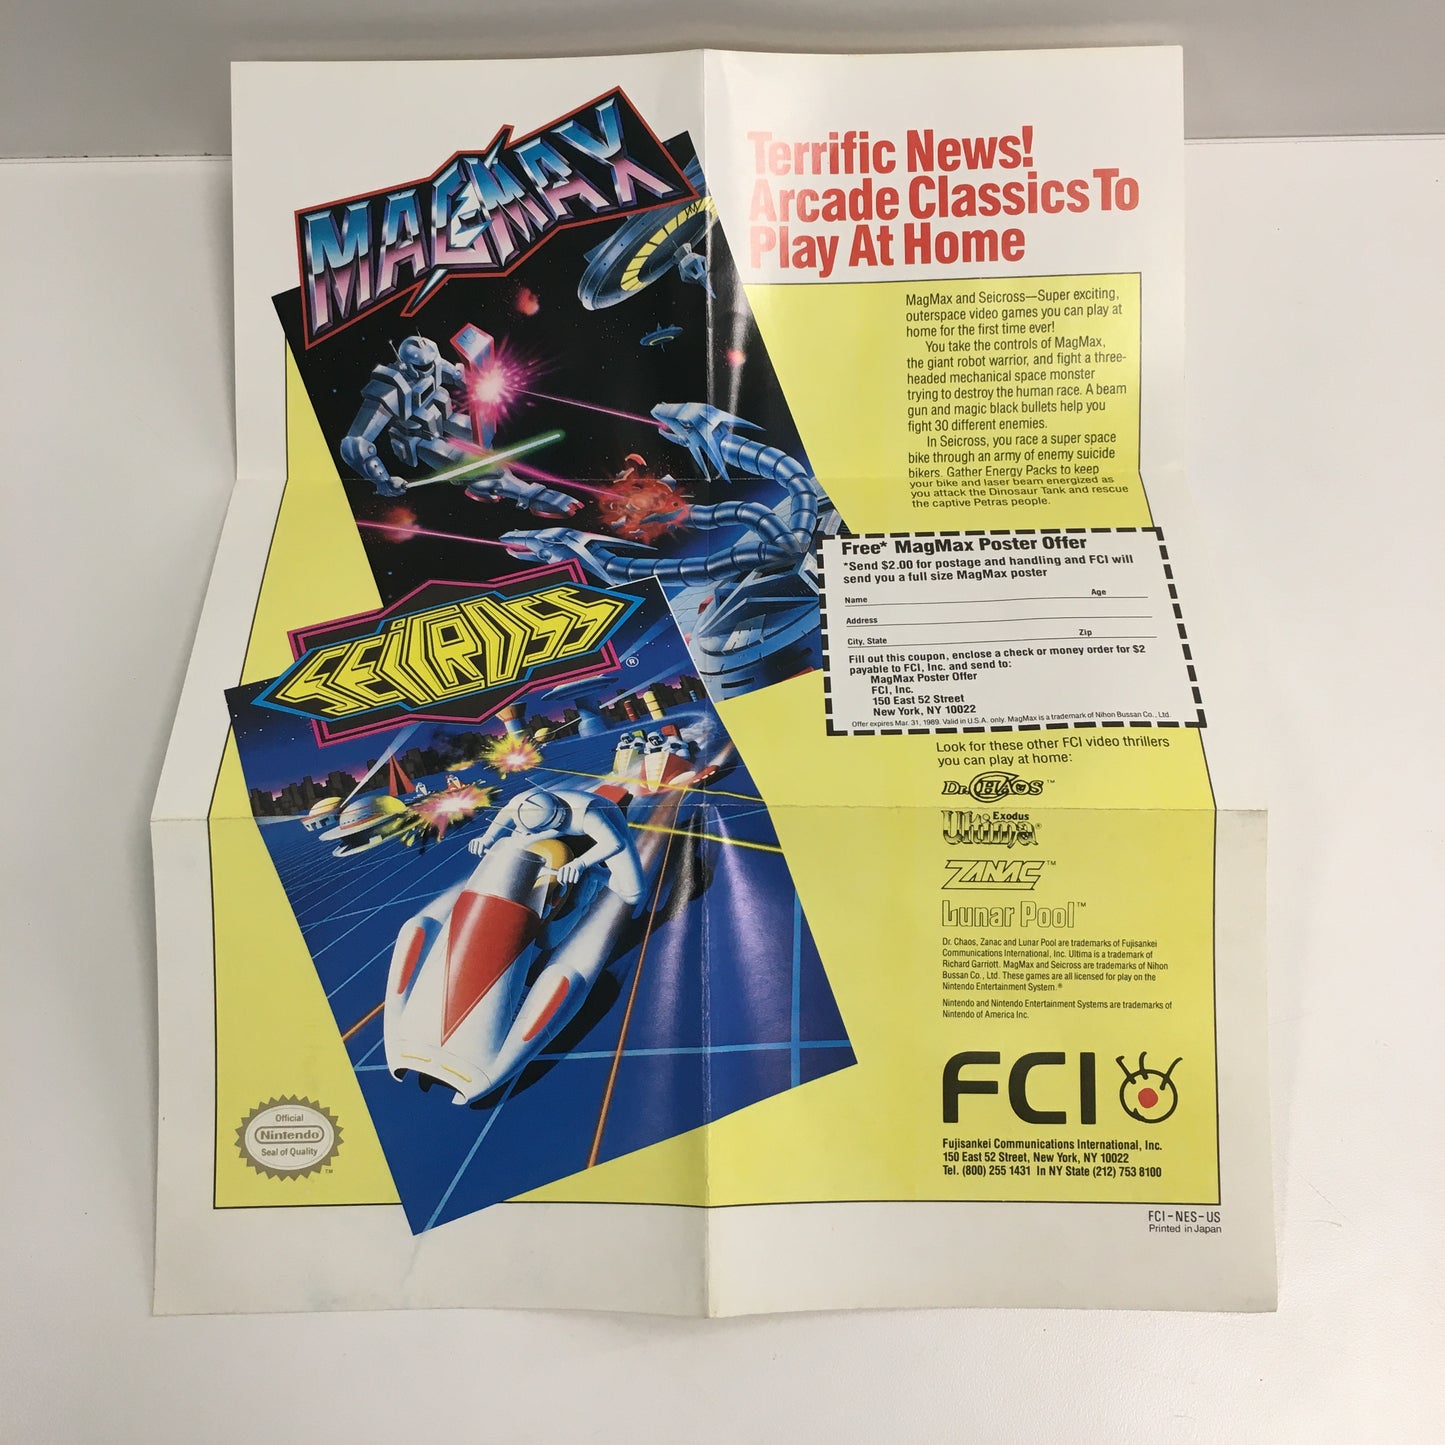 MAGMAX
Terrific News!
Arcade Classics To
Play At Home
MagMax and Seicross—Super exciting,
outerspace video games you can play at
home for the first time ever!
You take the controls of MagMax,
the giant robot warrior, and fight a three-
headed mechanical space monster
trying to destroy the human race. A beam
gun and magic black bullets help you
fight 30 different enemies.
In Seicross, you race a super space
bike through an army of enemy suicide
bikers. Gather Energy Packs to keep
your bike and laser beam energized as
you attack the Dinosaur Tank and rescue
the captive Petras people.
SEICROSS®
Free* MagMax Poster Offer
*Send $2.00 for postage and handling and FCI will
send you a full size MagMax poster
Name Age
Address
City, State Zip
Fill out this coupon, enclose a check or money order for $2
payable to FCI, Inc. and send to:
MagMax Poster Offer
FCI, Inc.
150 East 52 Street
New York, NY 10022
Offer expires Mar. 31, 1989. Valid in U.S.A. only. MagMax is a trademark of Nihon Bussan Co., Ltd.
Look for these other FCI video thrillers
you can play at home:
Dr. CHAOS™
Exodus
Ultima®
ZANAC™
Lunar Pool™
Dr. Chaos, Zanac and Lunar Pool are trademarks of Fujisankei
Communications International, Inc. Ultima is a trademark of
Richard Garriott. MagMax and Seicross are trademarks of Nihon
Bussan Co., Ltd. These games are all licensed for play on the
Nintendo Entertainment System.®
Nintendo and Nintendo Entertainment Systems are trademarks of
Nintendo of America Inc.
FCI
Fujisankei Communications International, Inc.
150 East 52 Street, New York, NY 10022
Tel. (800) 255 1431 In NY State (212) 753 8100
Official
Nintendo
Seal of Quality
TM
FCI-NES-US
Printed in Japan